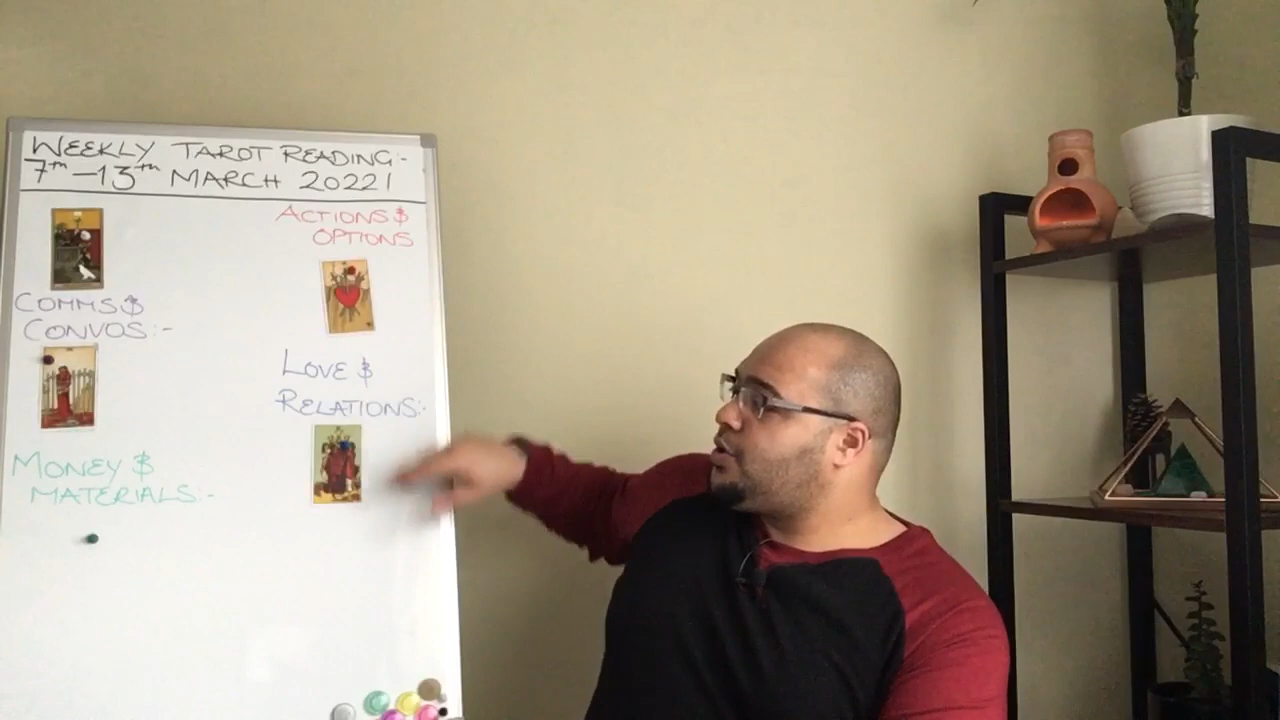 WEEKLY TAROT READING:-
7TH-13TH MARCH 2022!
ACTIONS &
OPTIONS
COMMS &
CONVOS:-
LOVE &
RELATIONS:-
MONEY &
MATERIALS:-